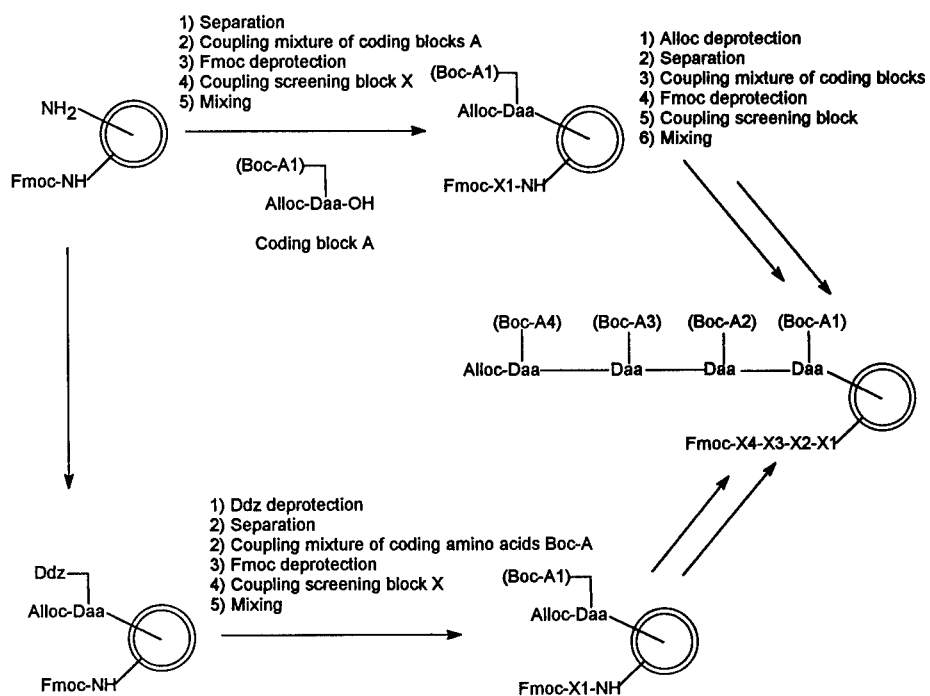 1) Separation
2) Coupling mixture of coding blocks A
3) Fmoc deprotection
4) Coupling screening block X
5) Mixing
NH2
Fmoc-NH
(Boc-A1)
Alloc-Daa-OH
Coding block A
(Boc-A1)
Alloc-Daa
Fmoc-X1-NH
1) Alloc deprotection
2) Separation
3) Coupling mixture of coding blocks
4) Fmoc deprotection
5) Coupling screening block
6) Mixing
(Boc-A4) (Boc-A3) (Boc-A2) (Boc-A1)
Alloc-Daa Daa Daa Daa
Fmoc-X4-X3-X2-X1
Ddz
Alloc-Daa
Fmoc-NH
1) Ddz deprotection
2) Separation
2) Coupling mixture of coding amino acids Boc-A
3) Fmoc deprotection
4) Coupling screening block X
5) Mixing
(Boc-A1)
Alloc-Daa
Fmoc-X1-NH